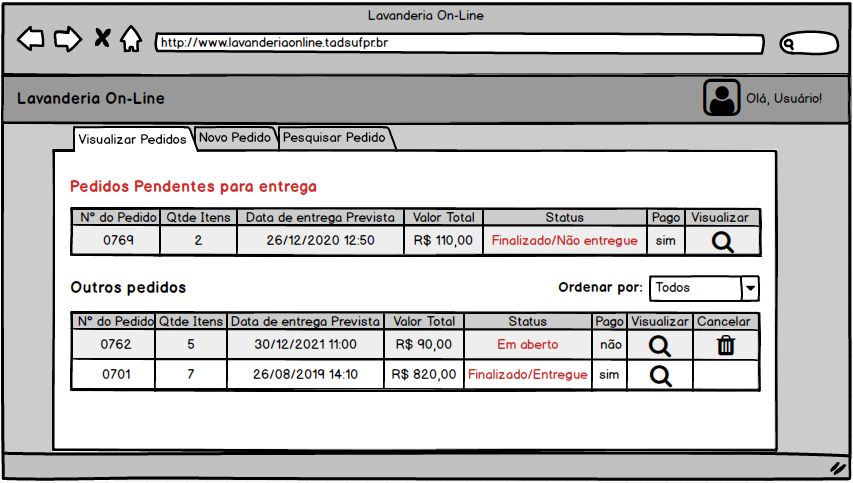 Lavanderia On-Line
http://www.lavanderiaonline.tadsufpr.br
Lavanderia On-Line
Olá, Usuário!
Visualizar Pedidos Novo Pedido Pesquisar Pedido
Pedidos Pendentes para entrega
Nº do Pedido Qtde Itens Data de entrega Prevista Valor Total Status Pago Visualizar
0769 2 26/12/2020 12:50 R$ 110,00 Finalizado/Não entregue sim
Outros pedidos Ordenar por: Todos
Nº do Pedido Qtde Itens Data de entrega Prevista Valor Total Status Pago Visualizar Cancelar
0762 5 30/12/2021 11:00 R$ 90,00 Em aberto não
0701 7 26/08/2019 14:10 R$ 820,00 Finalizado/Entregue sim